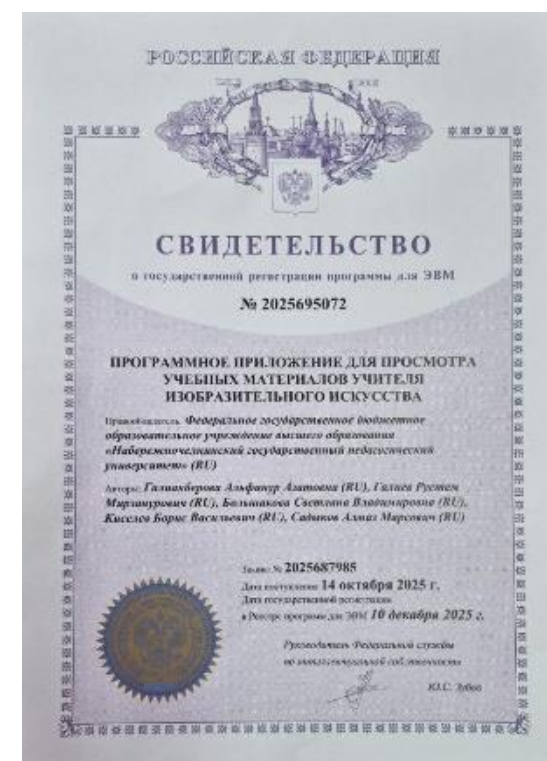 РОССИЙСКАЯ ФЕДЕРАЦИЯ
СВИДЕТЕЛЬСТВО
о государственной регистрации программы для ЭВМ
№ 2025695072
ПРОГРАММНОЕ ПРИЛОЖЕНИЕ ДЛЯ ПРОСМОТРА
УЧЕБНЫХ МАТЕРИАЛОВ УЧИТЕЛЯ
ИЗОБРАЗИТЕЛЬНОГО ИСКУССТВА
Правообладатель: Федеральное государственное бюджетное
образовательное учреждение высшего образования
«Набережночелнинский государственный педагогический
университет» (RU)
Авторы: Галиакберова Альфинур Азатовна (RU), Галиев Рустем
Мирзанурович (RU), Большакова Светлана Владимировна (RU),
Киселев Борис Васильевич (RU), Садыков Алмаз Марсович (RU)
Заявка № 2025687985
Дата поступления 14 октября 2025 г.
Дата государственной регистрации
в Реестре программ для ЭВМ 10 декабря 2025 г.
Руководитель Федеральной службы
по интеллектуальной собственности
Ю.С. Зубов